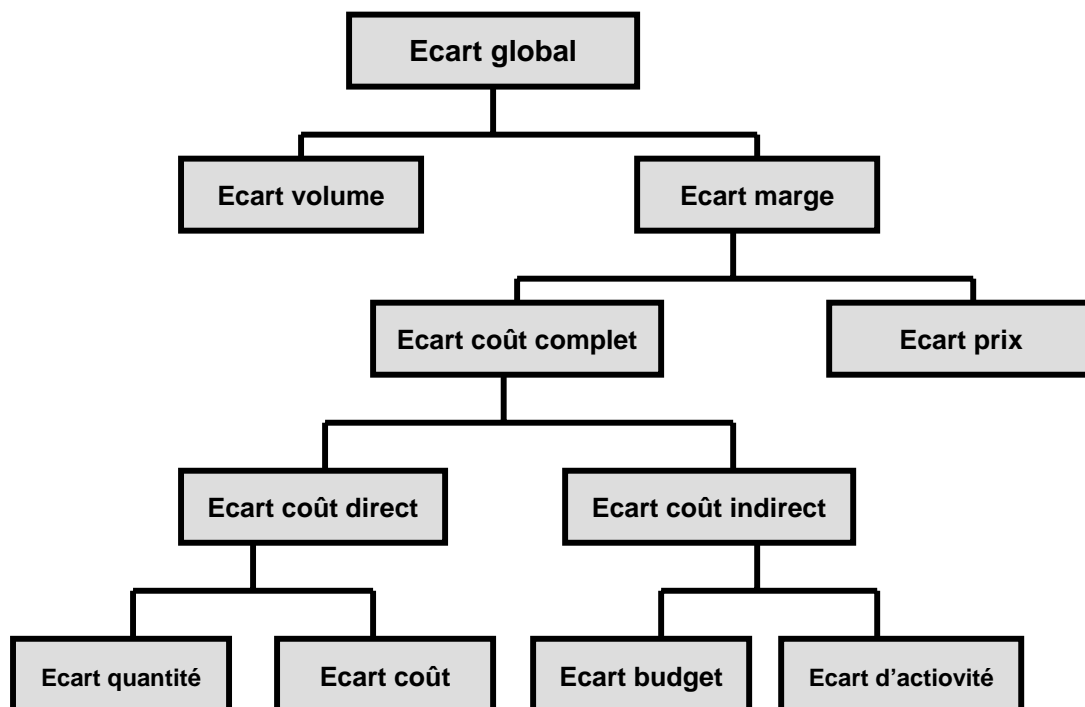 Ecart global
Ecart volume
Ecart marge
Ecart coût complet
Ecart prix
Ecart coût direct
Ecart coût indirect
Ecart quantité
Ecart coût
Ecart budget
Ecart d’actiovité